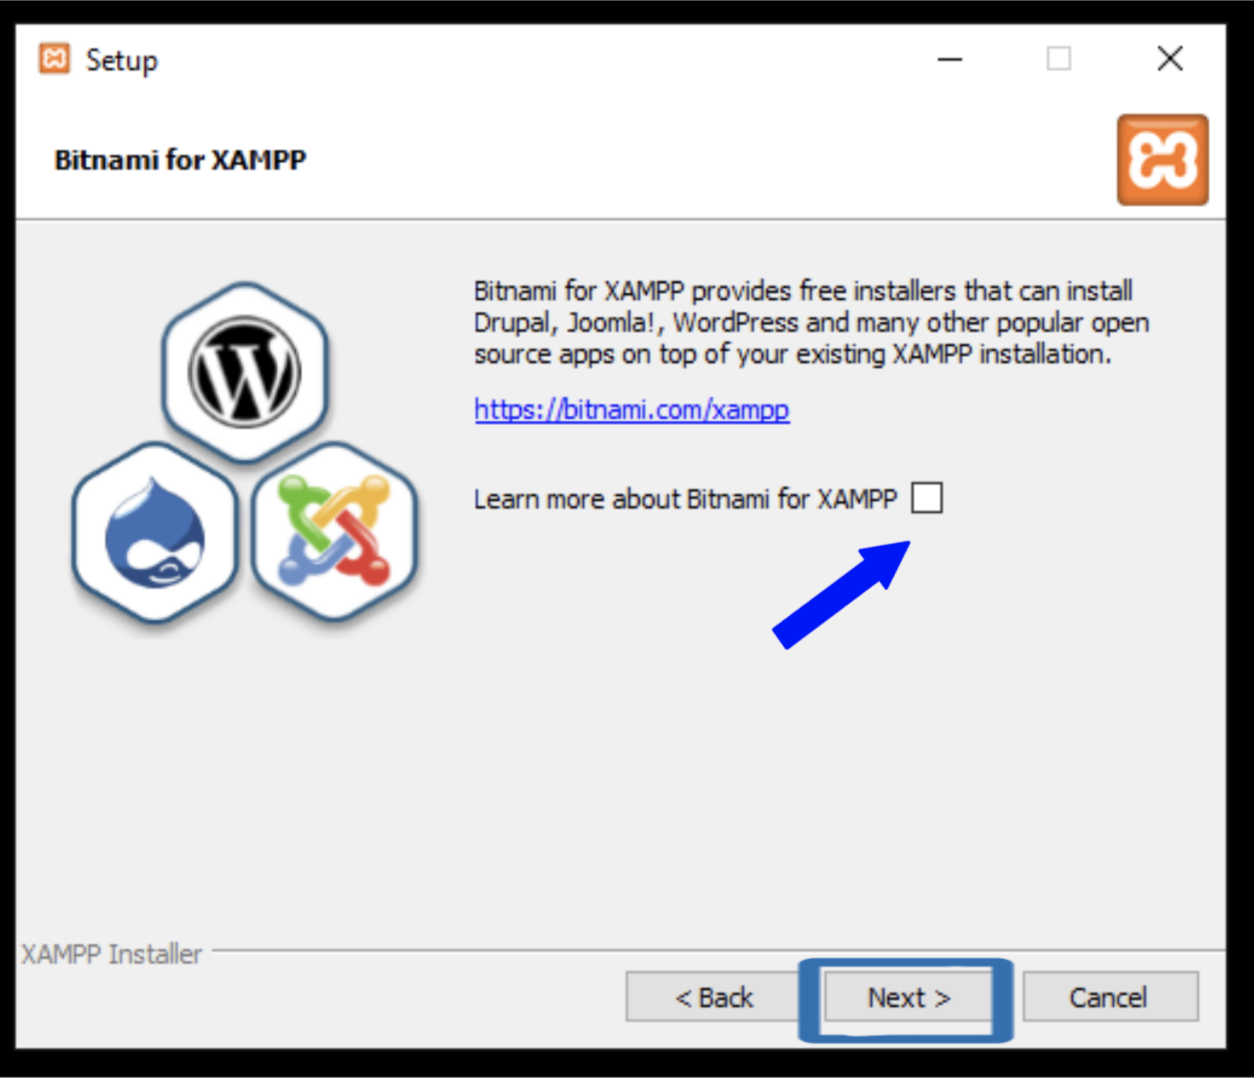 Setup
Bitnami for XAMPP
Bitnami for XAMPP provides free installers that can install
Drupal, Joomla!, WordPress and many other popular open
source apps on top of your existing XAMPP installation.
https://bitnami.com/xampp
Learn more about Bitnami for XAMPP
XAMPP Installer
< Back
Next >
Cancel